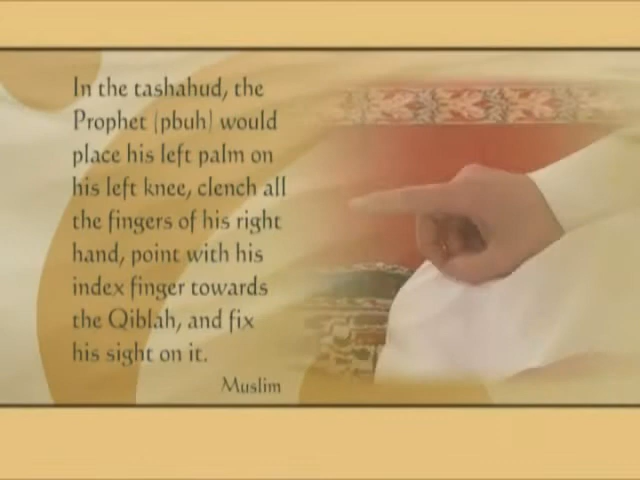 In the tashahud, the
Prophet (pbuh) would
place his left palm on
his left knee, clench all
the fingers of his right
hand, point with his
index finger towards
the Qiblah, and fix
his sight on it.
Muslim